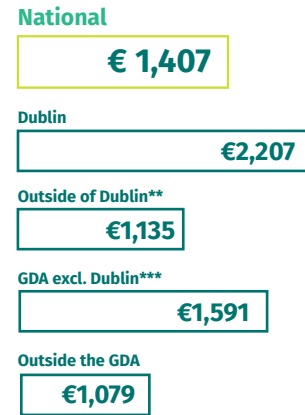 National
€ 1,407
Dublin
€2,207
Outside of Dublin**
€1,135
GDA excl. Dublin***
€1,591
Outside the GDA
€1,079